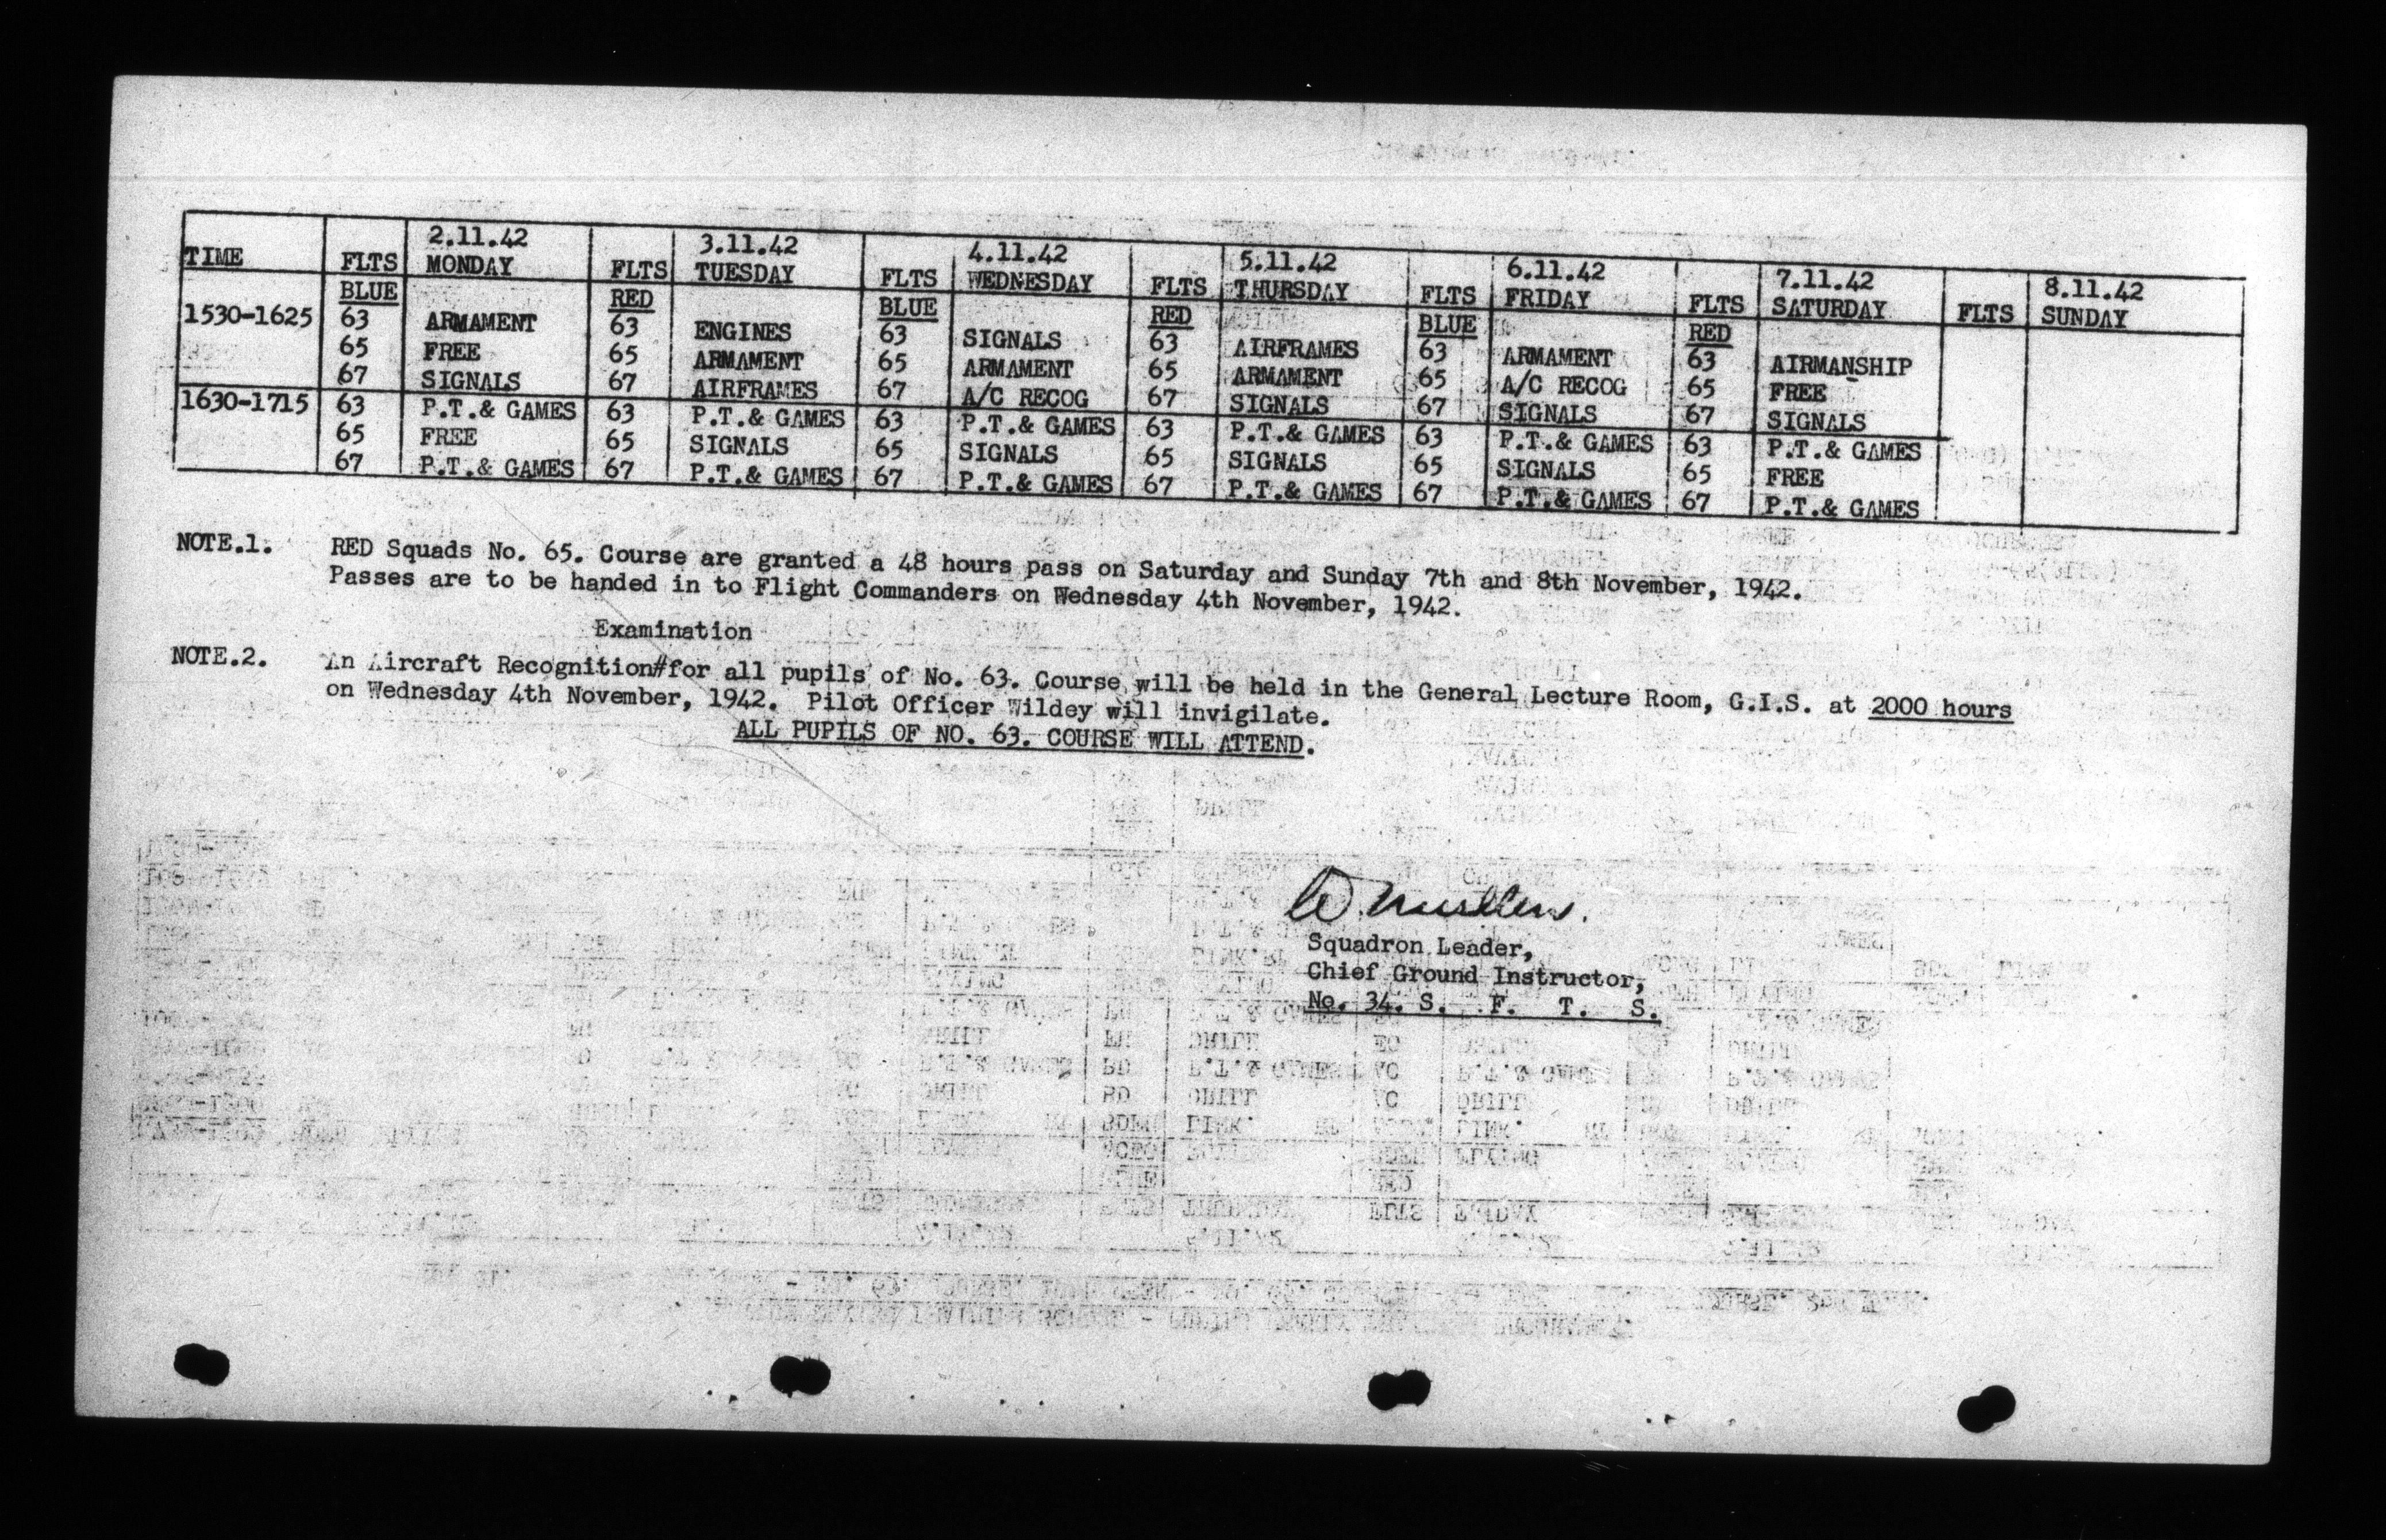 2.11.42 3.11.42 4.11.42 5.11.42 6.11.42 7.11.42 8.11.42
TIME FLTS MONDAY FLTS TUESDAY FLTS WEDNESDAY FLTS THURSDAY FLTS FRIDAY FLTS SATURDAY FLTS SUNDAY
BLUE RED BLUE RED BLUE RED
1530-1625 63 ARMAMENT 63 ENGINES 63 SIGNALS 63 AIRFRAMES 63 ARMAMENT 63 AIRMANSHIP
65 FREE 65 ARMAMENT 65 ARMAMENT 65 ARMAMENT 65 A/C RECOG 65 FREE
67 SIGNALS 67 AIRFRAMES 67 A/C RECOG 67 SIGNALS 67 SIGNALS 67 SIGNALS
1630-1715 63 P.T.& GAMES 63 P.T.& GAMES 63 P.T.& GAMES 63 P.T.& GAMES 63 P.T.& GAMES 63 P.T.& GAMES
65 FREE 65 SIGNALS 65 SIGNALS 65 SIGNALS 65 SIGNALS 65 FREE
67 P.T.& GAMES 67 P.T.& GAMES 67 P.T.& GAMES 67 P.T.& GAMES 67 P.T.& GAMES 67 P.T.& GAMES
NOTE.1. RED Squads No. 65. Course are granted a 48 hours pass on Saturday and Sunday 7th and 8th November, 1942.
Passes are to be handed in to Flight Commanders on Wednesday 4th November, 1942.
Examination
NOTE.2. An Aircraft Recognition#for all pupils of No. 63. Course will be held in the General Lecture Room, G.I.S. at 2000 hours
on Wednesday 4th November, 1942. Pilot Officer Wildey will invigilate.
ALL PUPILS OF NO. 63. COURSE WILL ATTEND.
Squadron Leader,
Chief Ground Instructor,
No. 34. S. F. T. S.